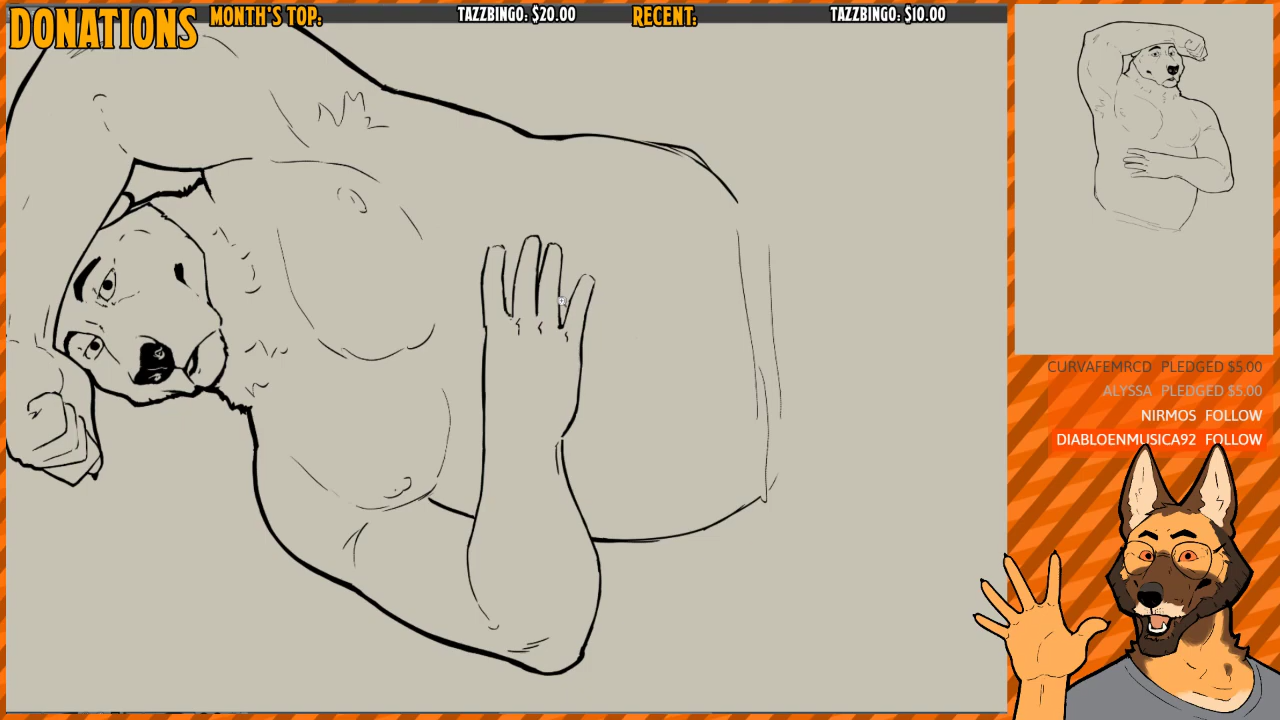 DONATIONS
MONTH'S TOP: TAZZBINGO: $20.00 RECENT: TAZZBINGO: $10.00
CURVAFEMRCD PLEDGED $5.00
ALYSSA PLEDGED $5.00
NIRMOS FOLLOW
DIABLOENMUSICA92 FOLLOW